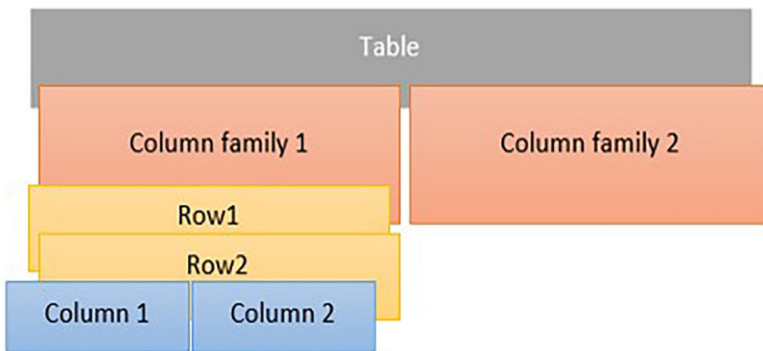 Table
Column family 1
Column family 2
Row1
Row2
Column 1
Column 2